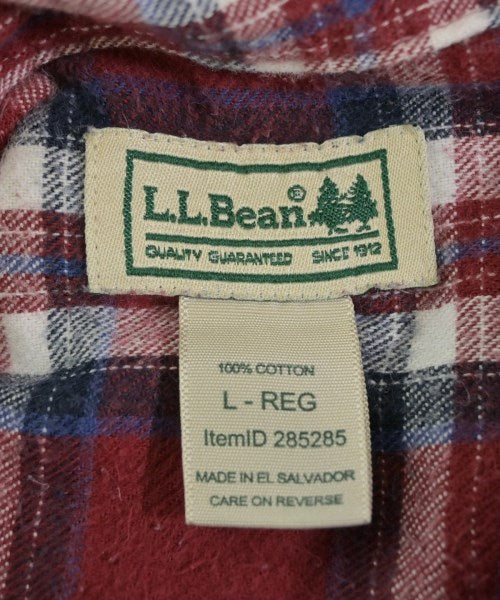 L.L.Bean®
QUALITY GUARANTEED SINCE 1912
100% COTTON
L - REG
ItemID 285285
MADE IN EL SALVADOR
CARE ON REVERSE